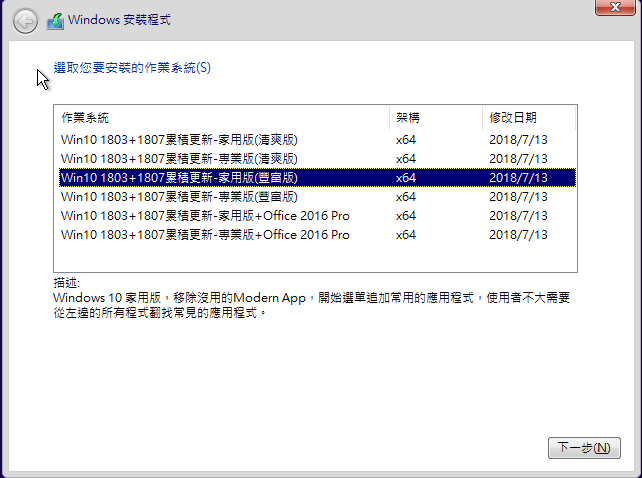 Windows 安裝程式
選取您要安裝的作業系統(S)
作業系統 架構 修改日期
Win10 1803+1807累積更新-家用版(清爽版) x64 2018/7/13
Win10 1803+1807累積更新-專業版(清爽版) x64 2018/7/13
Win10 1803+1807累積更新-家用版(豐富版) x64 2018/7/13
Win10 1803+1807累積更新-專業版(豐富版) x64 2018/7/13
Win10 1803+1807累積更新-家用版+Office 2016 Pro x64 2018/7/13
Win10 1803+1807累積更新-專業版+Office 2016 Pro x64 2018/7/13
描述:
Windows 10 家用版，移除沒用的Modern App，開始選單追加常用的應用程式，使用者不大需要
從左邊的所有程式翻找常見的應用程式。
下一步(N)